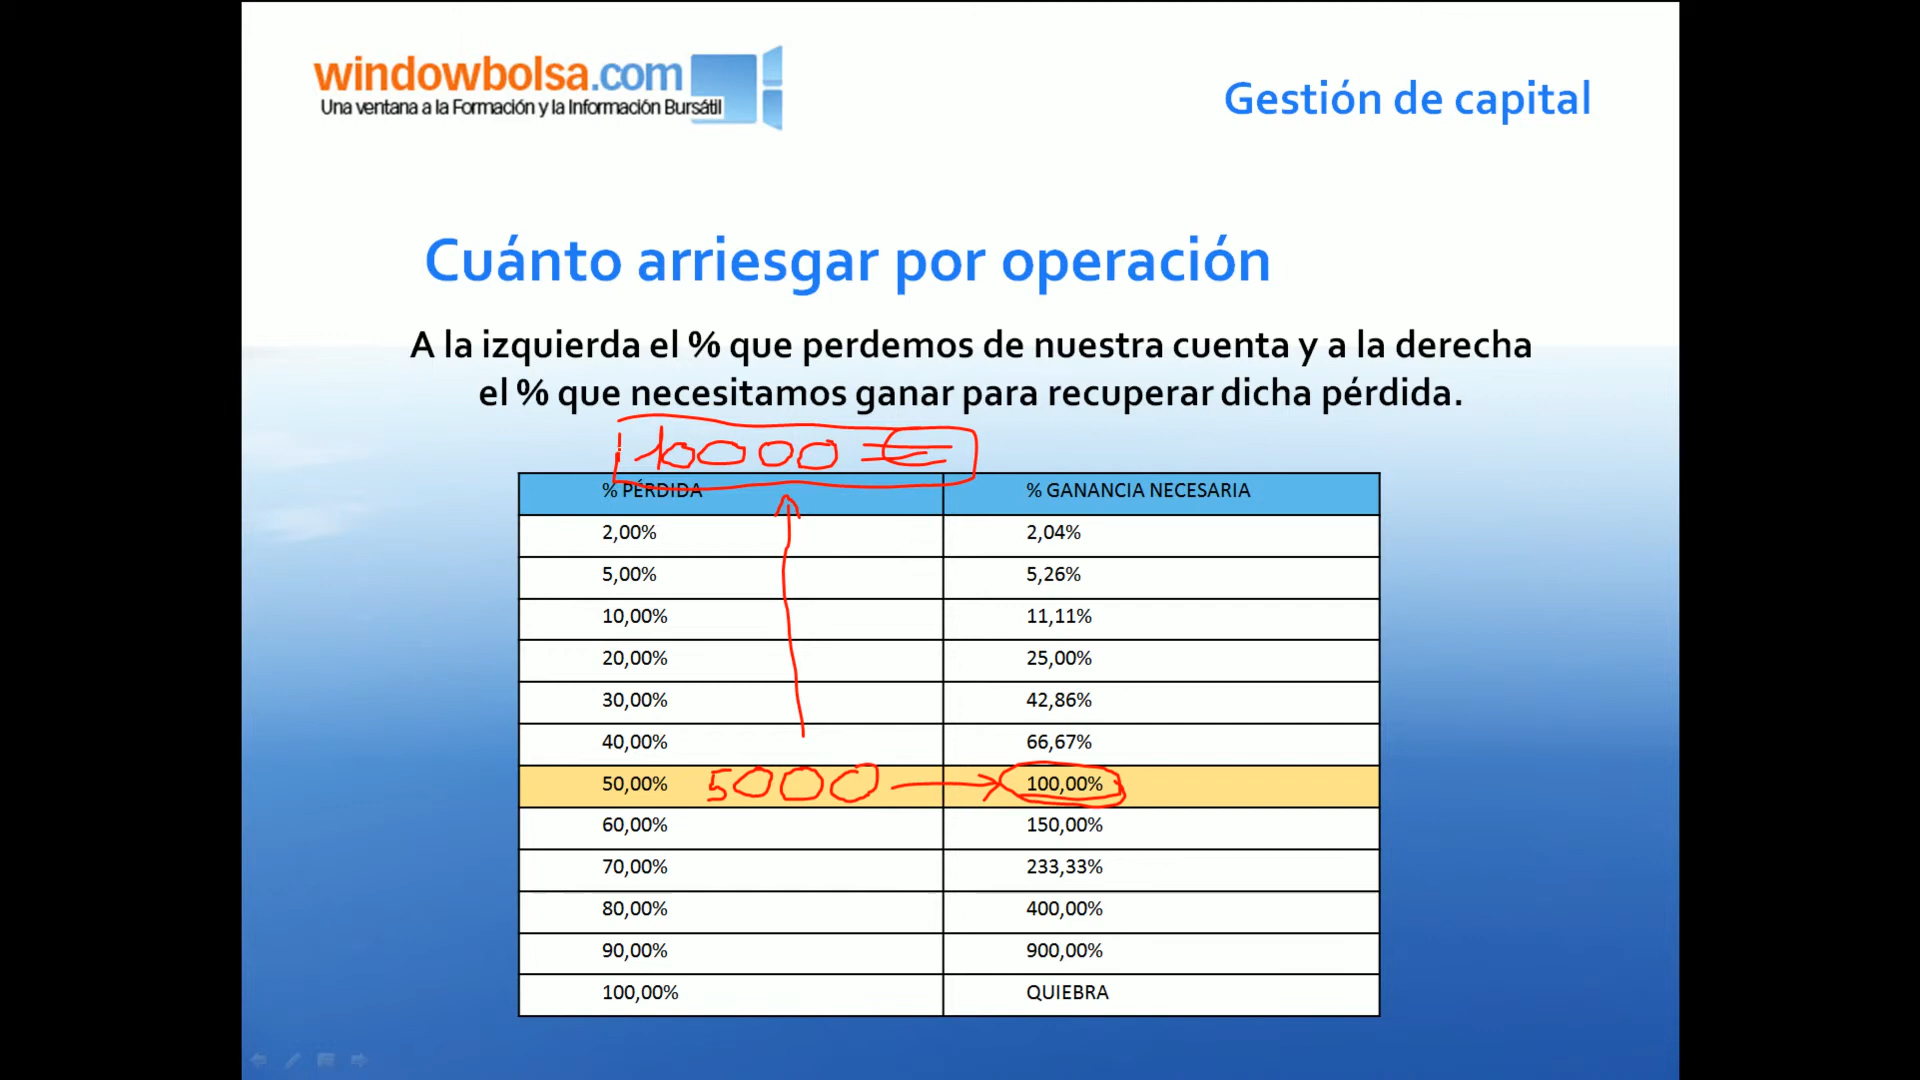 windowbolsa.com
Una ventana a la Formación y la Información Bursátil
Gestión de capital
Cuánto arriesgar por operación
A la izquierda el % que perdemos de nuestra cuenta y a la derecha
el % que necesitamos ganar para recuperar dicha pérdida.
10000 €
% PÉRDIDA % GANANCIA NECESARIA
2,00% 2,04%
5,00% 5,26%
10,00% 11,11%
20,00% 25,00%
30,00% 42,86%
40,00% 66,67%
50,00% 5000 100,00%
60,00% 150,00%
70,00% 233,33%
80,00% 400,00%
90,00% 900,00%
100,00% QUIEBRA